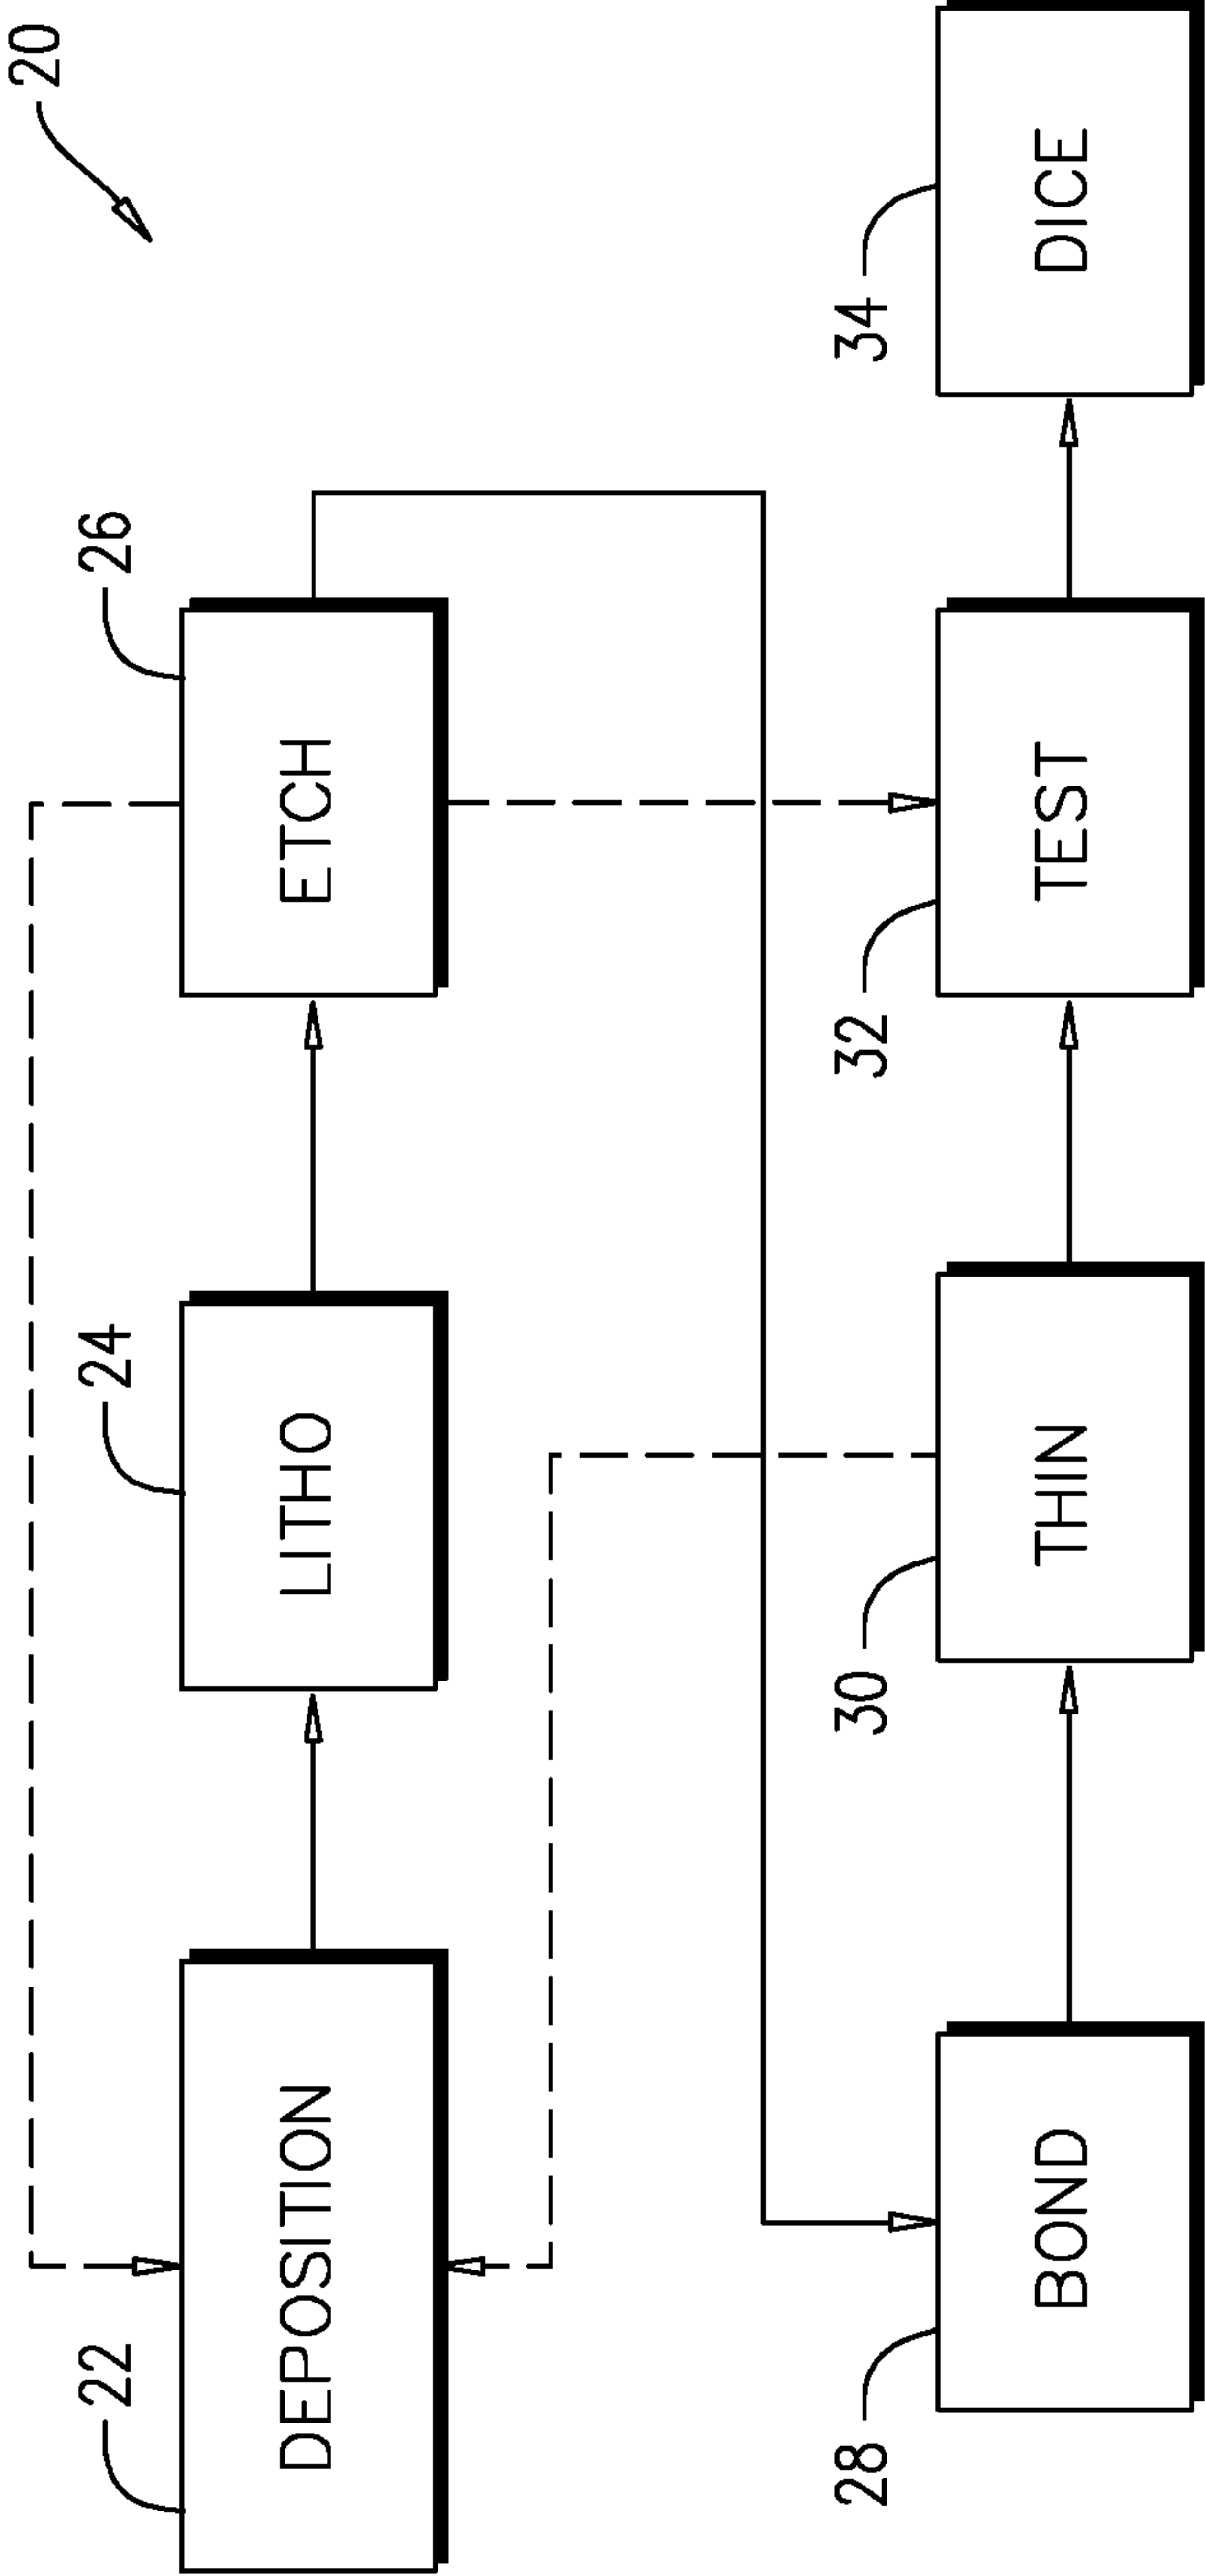 20
22
DEPOSITION
24
LITHO
26
ETCH
28
BOND
30
THIN
32
TEST
34
DICE